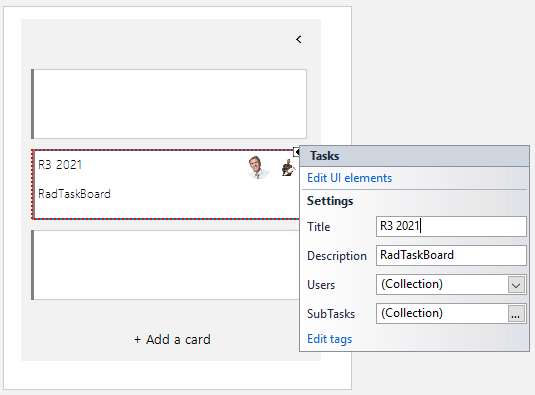 R3 2021
RadTaskBoard
+ Add a card
Tasks
Edit UI elements
Settings
Title R3 2021
Description RadTaskBoard
Users (Collection)
SubTasks (Collection) ...
Edit tags